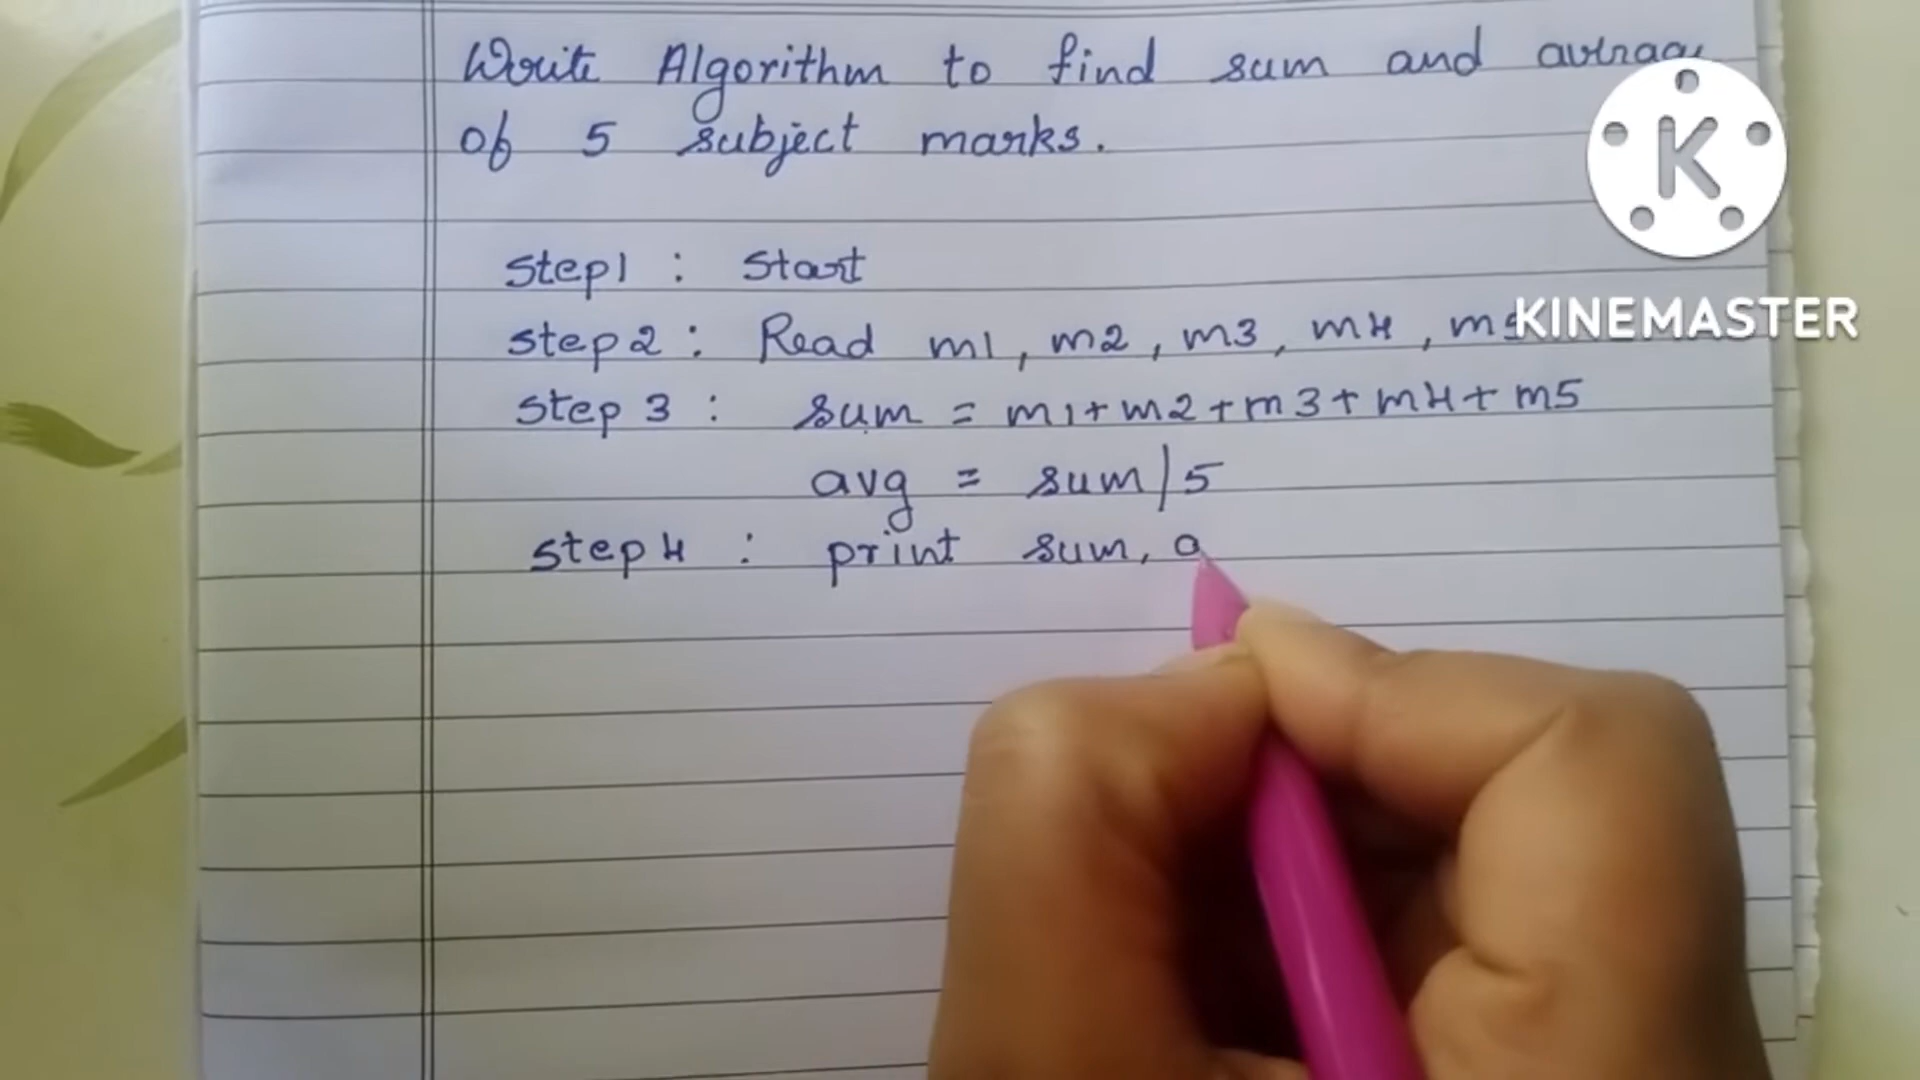 Write Algorithm to find sum and
of 5 subject marks.
Step1 : Start
step2 : Read m1, m2, m3, m4, m5
KINEMASTER
Step 3 : sum = m1+m2+m3+m4+m5
avg = sum/5
step4 : print sum, a